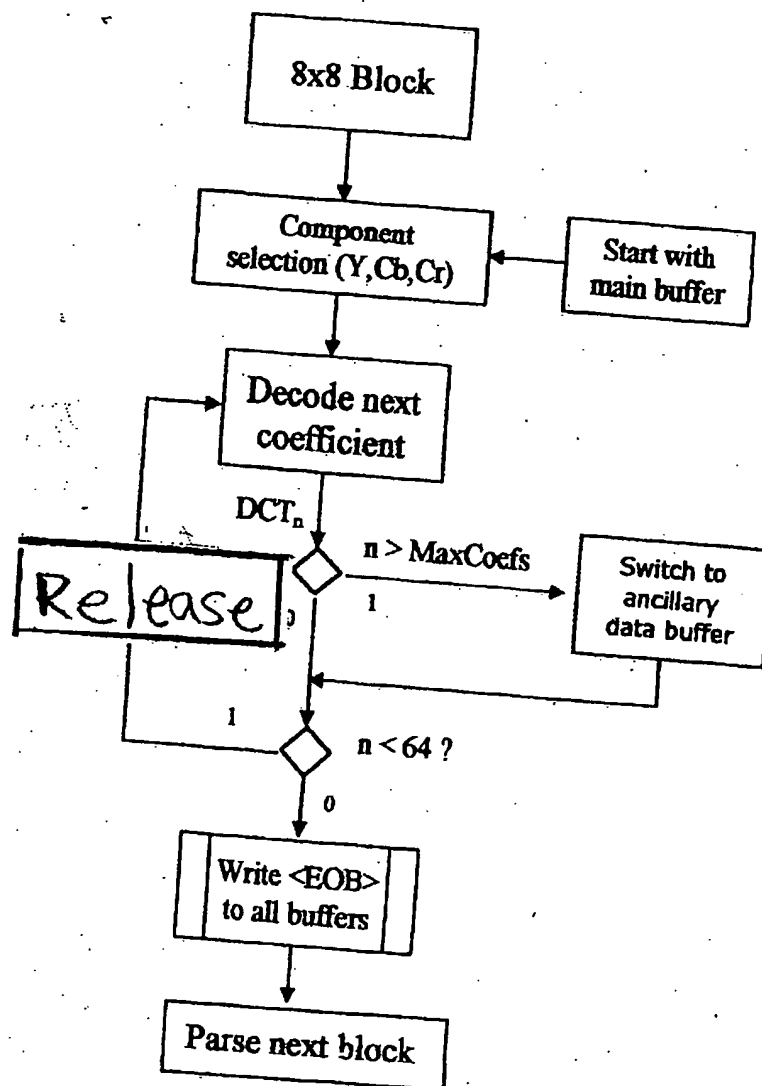 8x8 Block
Component
selection (Y,Cb,Cr)
Start with
main buffer
Decode next
coefficient
DCTn
n > MaxCoefs
Switch to
ancillary
data buffer
Release
1
1
n < 64 ?
0
Write <EOB>
to all buffers
Parse next block